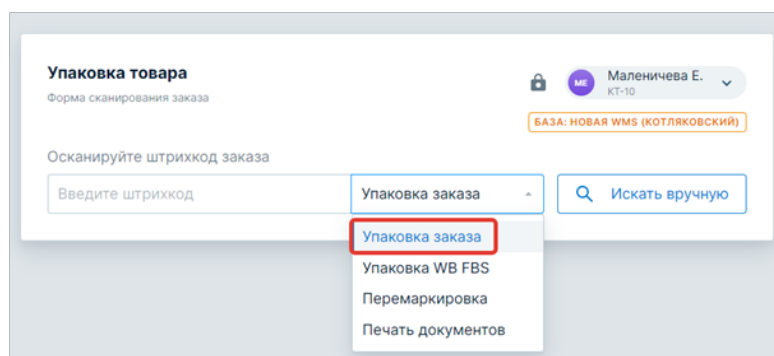 Упаковка товара
Форма сканирования заказа
ME
Маленичева Е.
КТ-10
БАЗА: НОВАЯ WMS (КОТЛЯКОВСКИЙ)
Осканируйте штрихкод заказа
Введите штрихкод
Упаковка заказа
Искать вручную
Упаковка заказа
Упаковка WB FBS
Перемаркировка
Печать документов